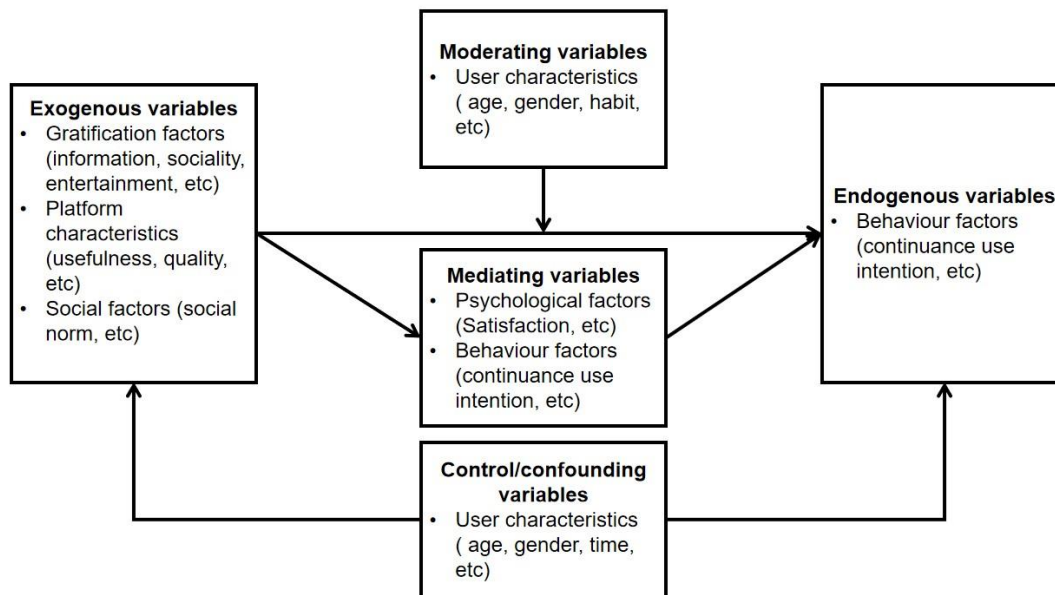 Moderating variables
• User characteristics
( age, gender, habit,
etc)
Exogenous variables
• Gratification factors
(information, sociality,
entertainment, etc)
• Platform
characteristics
(usefulness, quality,
etc)
• Social factors (social
norm, etc)
Mediating variables
• Psychological factors
(Satisfaction, etc)
• Behaviour factors
(continuance use
intention, etc)
Endogenous variables
• Behaviour factors
(continuance use
intention, etc)
Control/confounding
variables
• User characteristics
( age, gender, time,
etc)